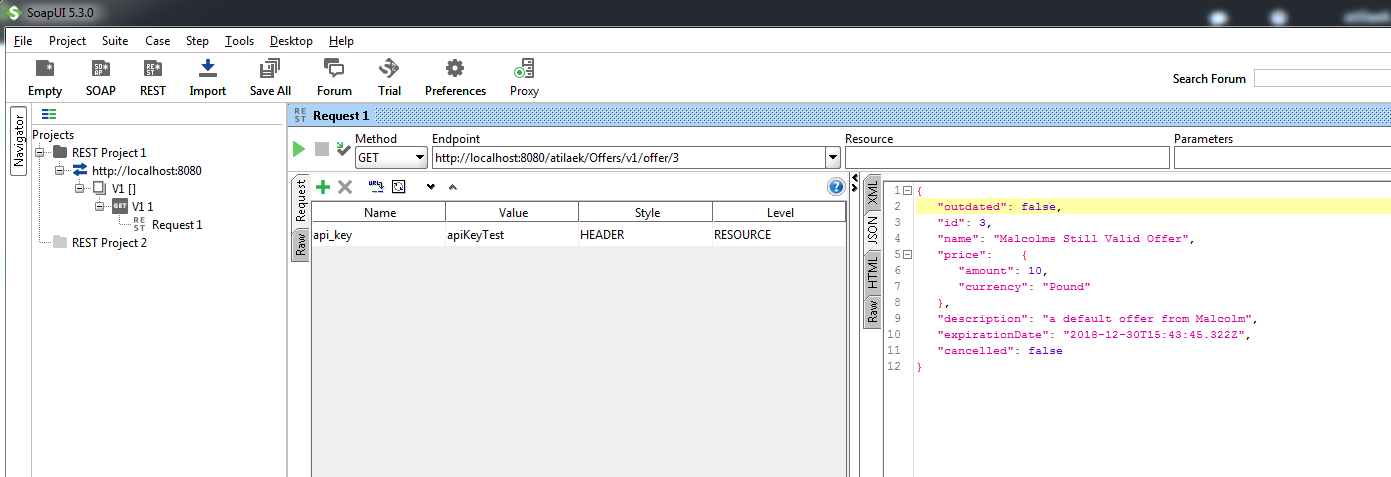 SoapUI 5.3.0
File Project Suite Case Step Tools Desktop Help
Empty SOAP REST Import Save All Forum Trial Preferences Proxy Search Forum
Navigator
Projects
REST Project 1
http://localhost:8080
V1 []
GET V1 1
REST Request 1
REST Project 2
REST Request 1
Method Endpoint Resource Parameters
GET http://localhost:8080/atilaek/Offers/v1/offer/3
Request
Raw
Name Value Style Level
api_key apiKeyTest HEADER RESOURCE
XML
JSON
HTML
Raw
1 {
2 "outdated": false,
3 "id": 3,
4 "name": "Malcolms Still Valid Offer",
5 "price": {
6 "amount": 10,
7 "currency": "Pound"
8 },
9 "description": "a default offer from Malcolm",
10 "expirationDate": "2018-12-30T15:43:45.322Z",
11 "cancelled": false
12 }